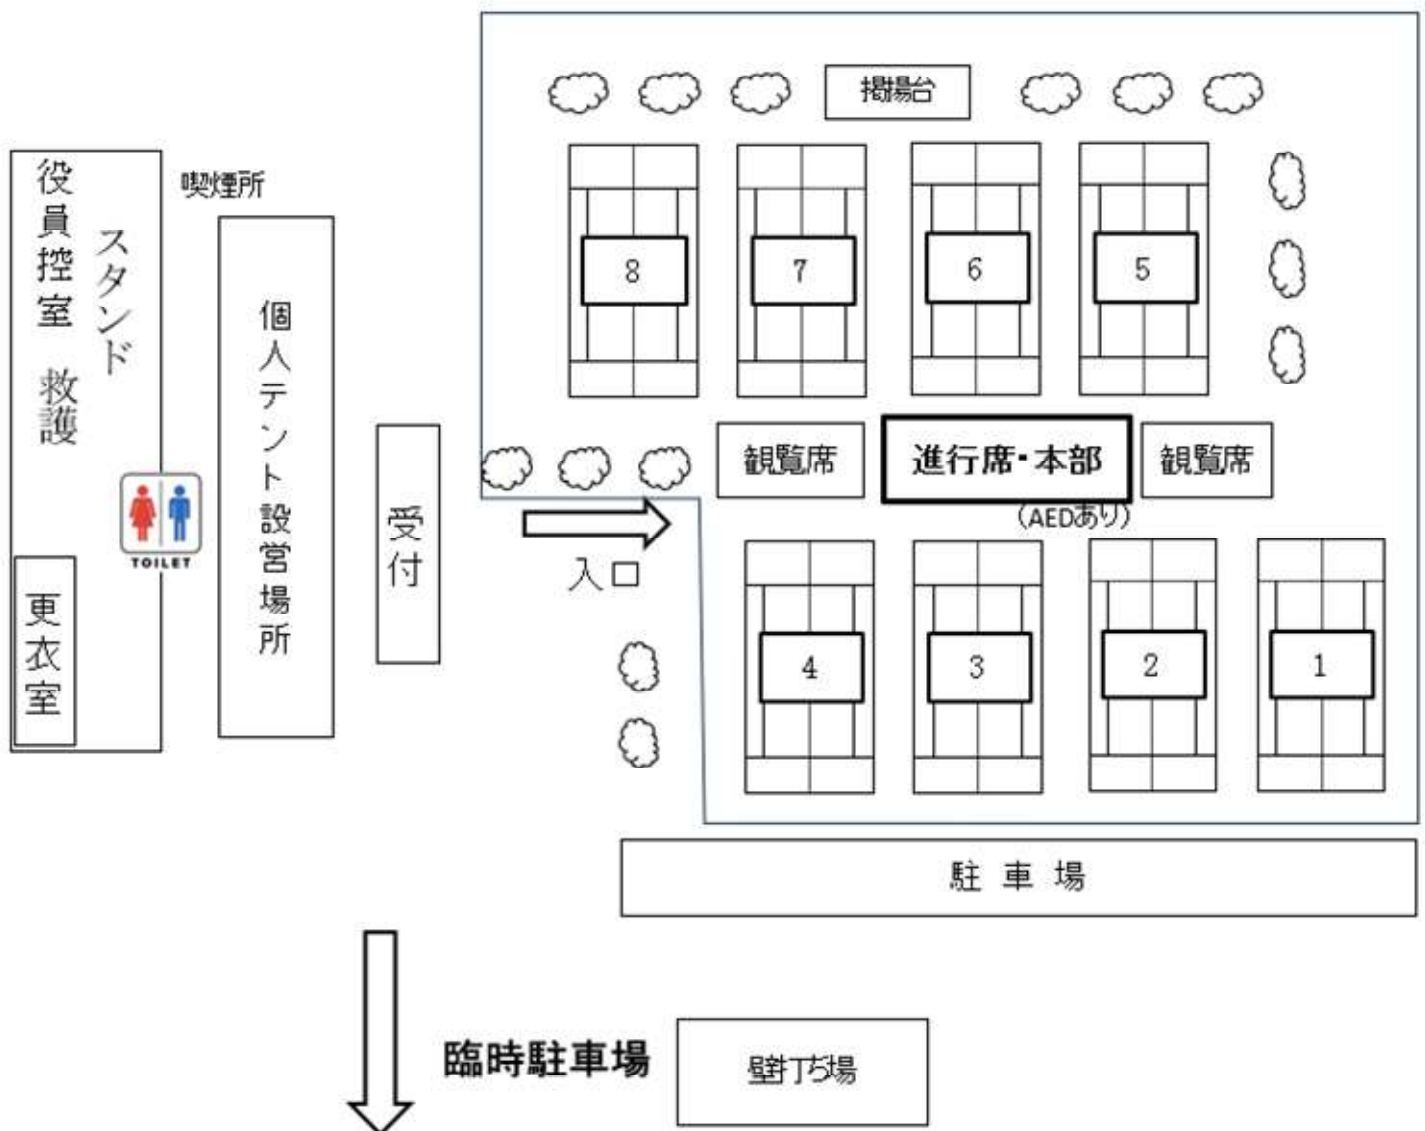 掲揚台
喫煙所
役員控室 救護
スタンド
8
7
6
5
個人テント設営場所
観覧席
進行席・本部
観覧席
(AEDあり)
受付
入口
TOILET
更衣室
4
3
2
1
駐車場
臨時駐車場
壁打ち場